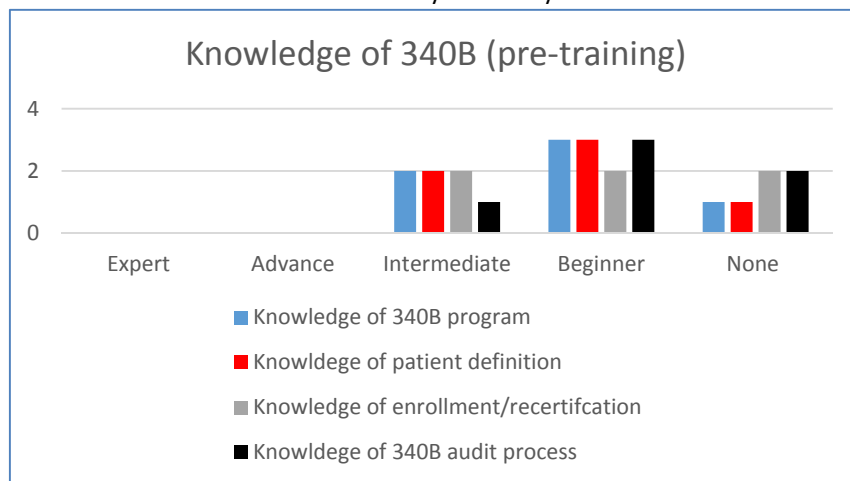 Knowledge of 340B (pre-training)
4
2
0
Expert Advance Intermediate Beginner None
Knowledge of 340B program
Knowldege of patient definition
Knowledge of enrollment/recertifcation
Knowldege of 340B audit process